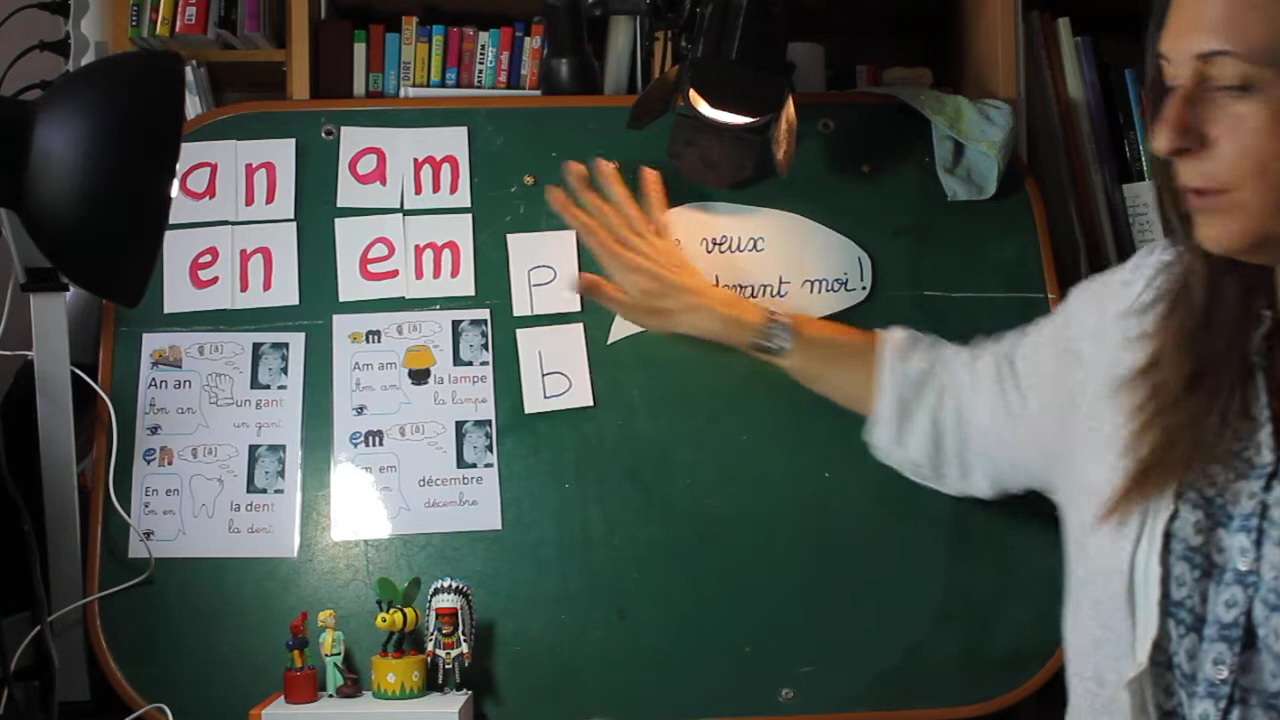 an
am
en
em
p
b
veux
devant moi !
[ã]
An an
An an
un gant
un gant
[ã]
En en
En en
la dent
la dent
[ã]
Am am
Am am
la lampe
la lampe
em
[ã]
em
décembre
décembre
DIRE
CM2